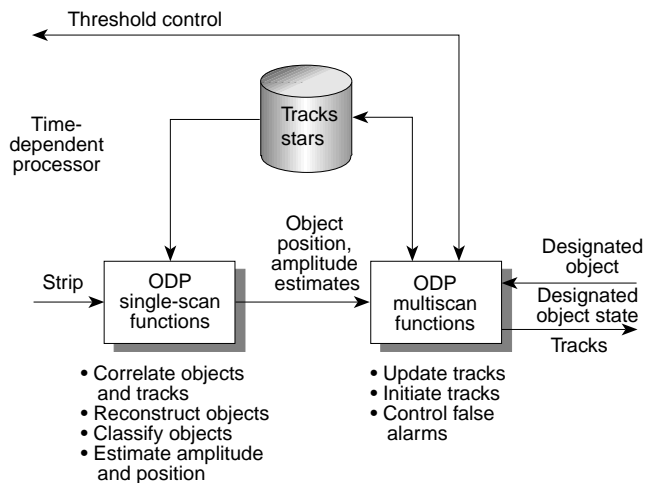 Threshold control
Time-
dependent
processor
Tracks
stars
Object
position,
amplitude
estimates
Strip
ODP
single-scan
functions
ODP
multiscan
functions
Designated
object
Designated
object state
Tracks
• Correlate objects
and tracks
• Reconstruct objects
• Classify objects
• Estimate amplitude
and position
• Update tracks
• Initiate tracks
• Control false
alarms